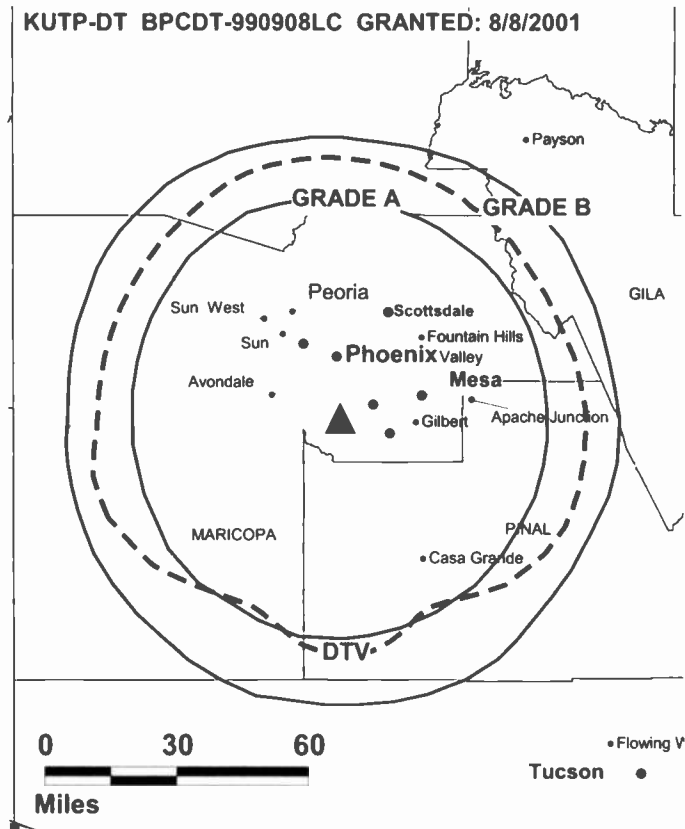 KUTP-DT BPCDT-990908LC GRANTED: 8/8/2001
Payson
GRADE A
GRADE B
GILA
Peoria
Sun West
Scottsdale
Sun
Fountain Hills
Phoenix Valley
Avondale
Mesa
Apache Junction
Gilbert
MARICOPA
PINAL
Casa Grande
DTV
0 30 60
Flowing W
Tucson
Miles